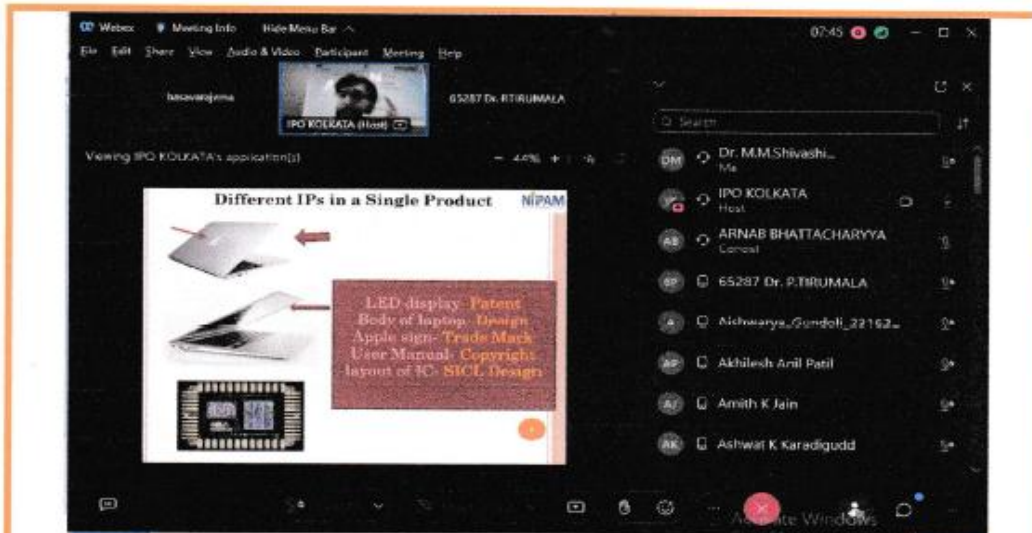 Webex Meeting Info Hide Menu Bar
07:45
File Edit Share View Audio & Video Participant Meeting Help
basavarajvma
IPO KOLKATA (Host)
65287 Dr. P.TIRUMALA
Viewing IPO KOLKATA's application(s)
44%
Different IPs in a Single Product
NIPAM
LED display- Patent
Body of laptop- Design
Apple sign- Trade Mark
User Manual- Copyright
layout of IC- SICL Design
Search
DM
Dr. M.M.Shivashi...
Me
IPO KOLKATA
Host
AB
ARNAB BHATTACHARYYA
Cohost
65287 Dr. P.TIRUMALA
A
AP
Akhilesh Anil Patil
AJ
Amith K Jain
AK
Ashwat K Karadigudd
Windows